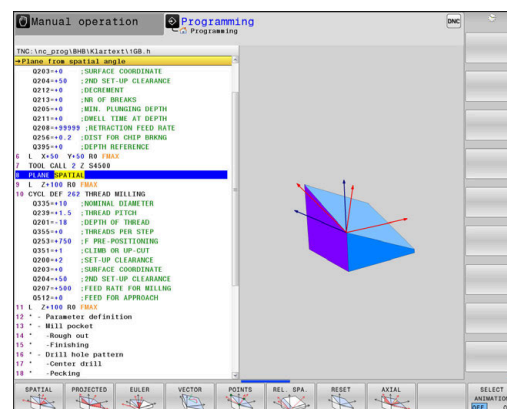 Manual operation
Programming
Programming
DNC
TNC:\nc_prog\BHB\Klartext\1GB.h
→Plane from spatial angle
Q203=+0 ;SURFACE COORDINATE
Q204=+50 ;2ND SET-UP CLEARANCE
Q212=+0 ;DECREMENT
Q213=+0 ;NR OF BREAKS
Q205=+0 ;MIN. PLUNGING DEPTH
Q211=+0 ;DWELL TIME AT DEPTH
Q208=+99999 ;RETRACTION FEED RATE
Q256=+0.2 ;DIST FOR CHIP BRKNG
Q395=+0 ;DEPTH REFERENCE
6 L X+50 Y+50 R0 FMAX
7 TOOL CALL 2 Z S4500
8 PLANE SPATIAL
9 L Z+100 R0 FMAX
10 CYCL DEF 262 THREAD MILLING
Q335=+10 ;NOMINAL DIAMETER
Q239=+1.5 ;THREAD PITCH
Q201=-18 ;DEPTH OF THREAD
Q355=+0 ;THREADS PER STEP
Q253=+750 ;F PRE-POSITIONING
Q351=+1 ;CLIMB OR UP-CUT
Q200=+2 ;SET-UP CLEARANCE
Q203=+0 ;SURFACE COORDINATE
Q204=+50 ;2ND SET-UP CLEARANCE
Q207=+500 ;FEED RATE FOR MILLNG
Q512=+0 ;FEED FOR APPROACH
11 L Z+100 R0 FMAX
12 * - Parameter definition
13 * - Mill pocket
14 * -Rough out
15 * -Finishing
16 * - Drill hole pattern
17 * -Center drill
18 * -Pecking
SPATIAL
PROJECTED
EULER
VECTOR
POINTS
REL. SPA.
RESET
AXIAL
SELECT
ANIMATION
OFF